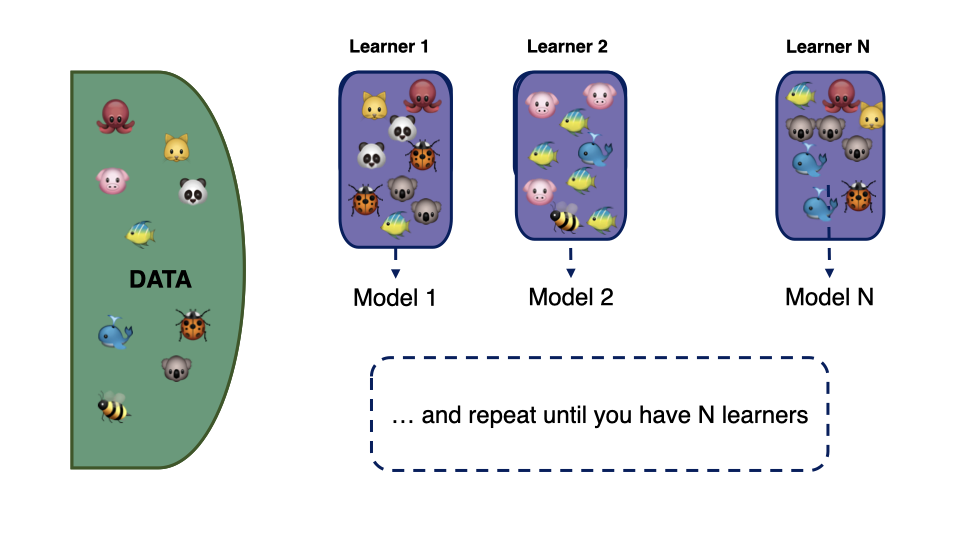 Learner 1
Learner 2
Learner N
DATA
Model 1
Model 2
Model N
… and repeat until you have N learners